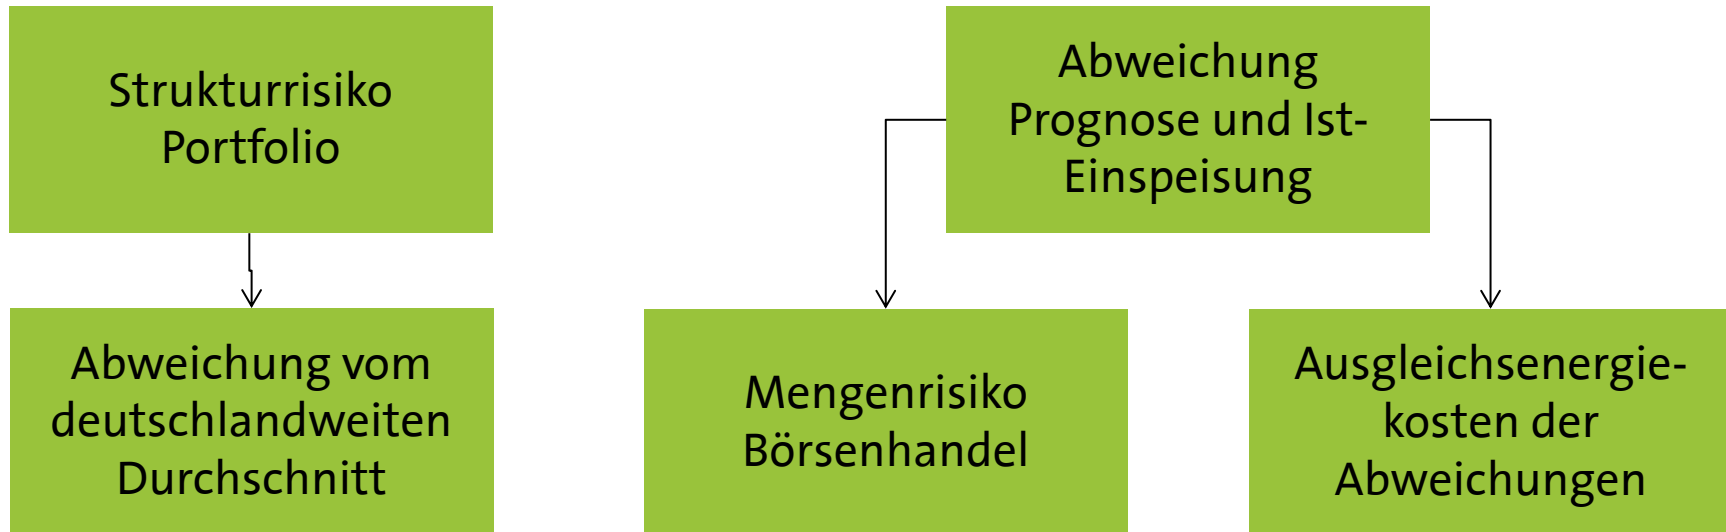 Strukturrisiko
Portfolio
Abweichung
Prognose und Ist-
Einspeisung
Abweichung vom
deutschlandweiten
Durchschnitt
Mengenrisiko
Börsenhandel
Ausgleichsenergie-
kosten der
Abweichungen